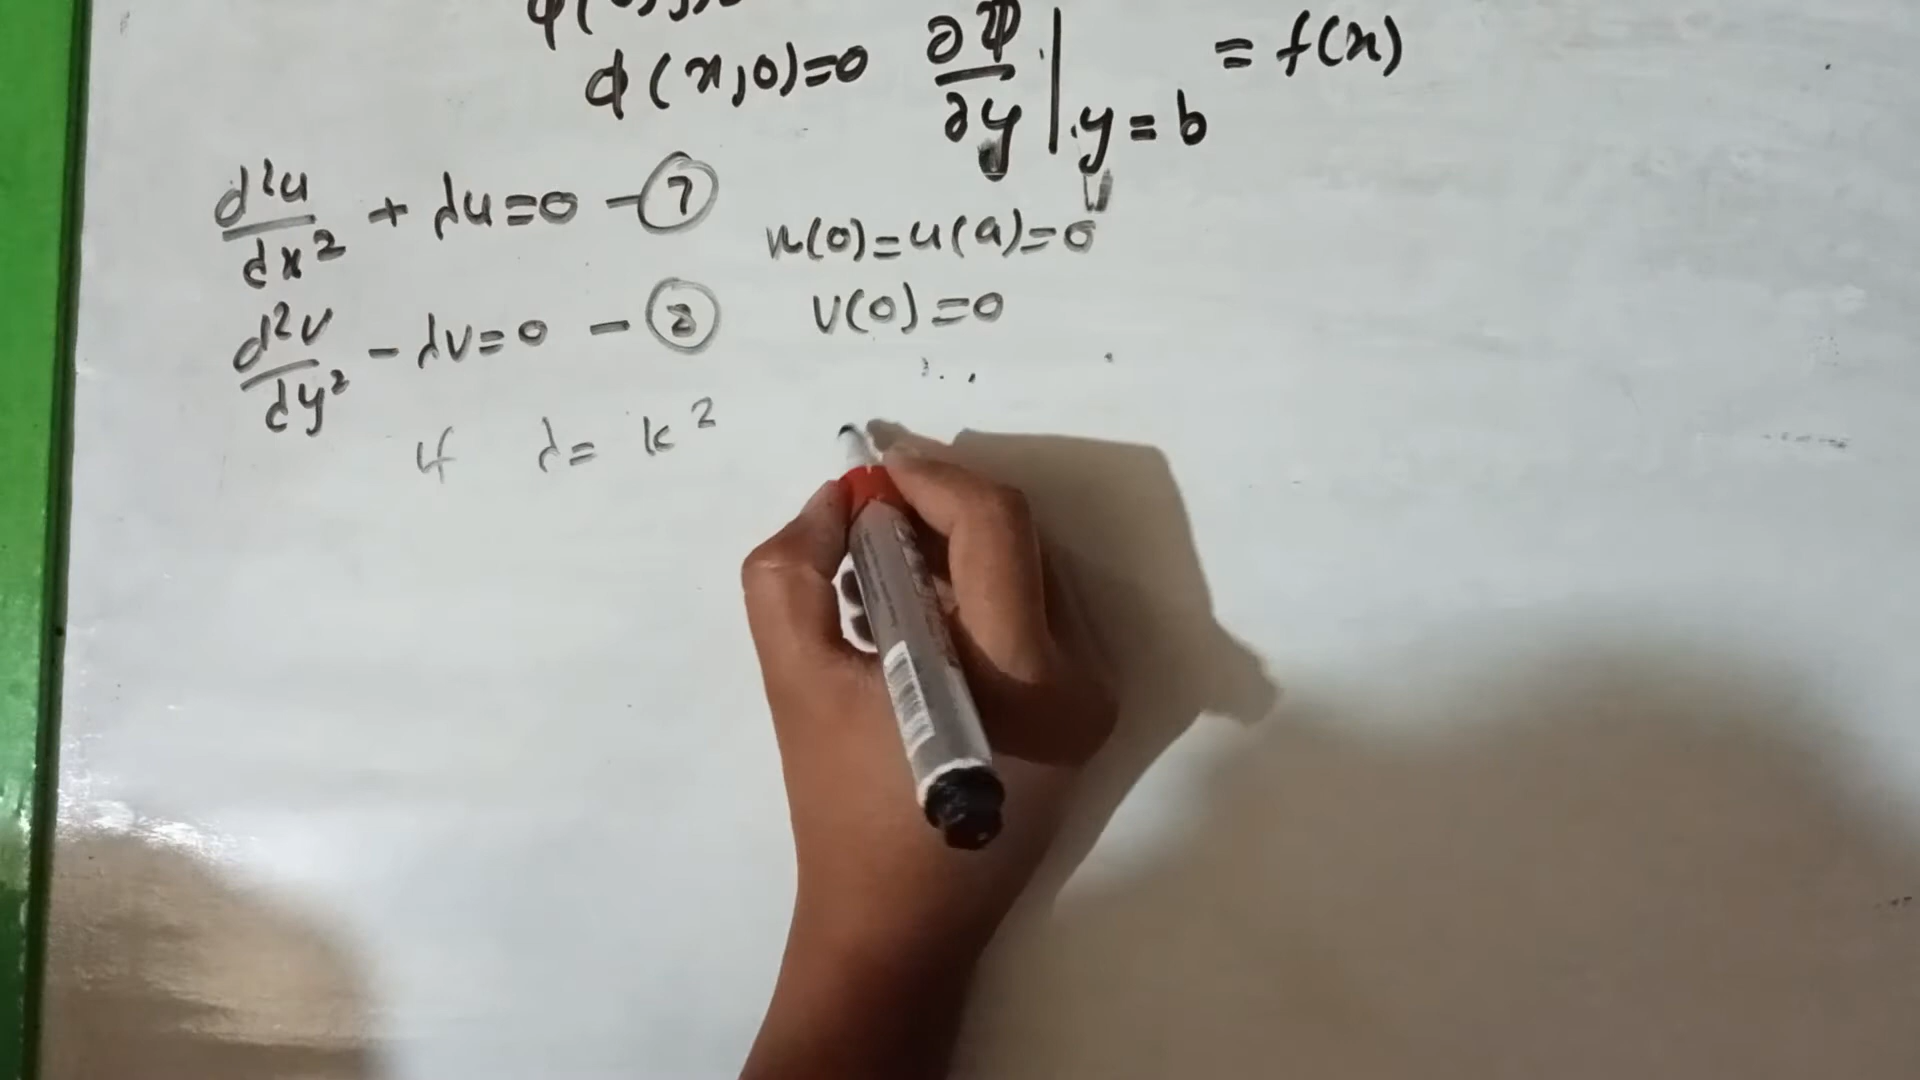 ϕ(x,0)=0 ∂ψ/∂y | y=b = f(x)
d²u/dx² + λu=0 -⑦ u(0)=u(a)=0
d²v/dy² - λv=0 - ⑧ v(0)=0
if λ= k²